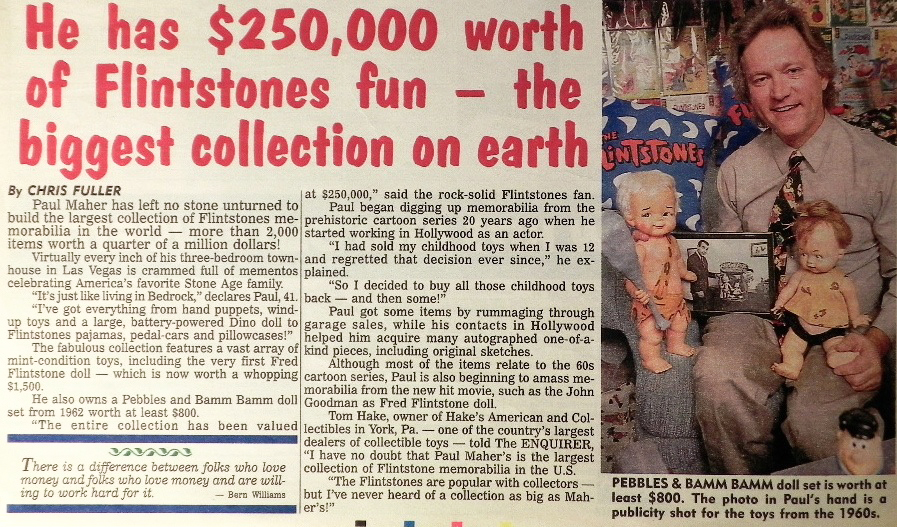 He has $250,000 worth
of Flintstones fun – the
biggest collection on earth
By CHRIS FULLER
Paul Maher has left no stone unturned to
build the largest collection of Flintstones me-
morabilia in the world — more than 2,000
items worth a quarter of a million dollars!
Virtually every inch of his three-bedroom town-
house in Las Vegas is crammed full of mementos
celebrating America's favorite Stone Age family.
"It's just like living in Bedrock," declares Paul, 41.
"I've got everything from hand puppets, wind-
up toys and a large, battery-powered Dino doll to
Flintstones pajamas, pedal-cars and pillowcases!"
The fabulous collection features a vast array of
mint-condition toys, including the very first Fred
Flintstone doll — which is now worth a whopping
$1,500.
He also owns a Pebbles and Bamm Bamm doll
set from 1962 worth at least $800.
"The entire collection has been valued
There is a difference between folks who love
money and folks who love money and are will-
ing to work hard for it.
— Bern Williams
at $250,000," said the rock-solid Flintstones fan.
Paul began digging up memorabilia from the
prehistoric cartoon series 20 years ago when he
started working in Hollywood as an actor.
"I had sold my childhood toys when I was 12
and regretted that decision ever since," he ex-
plained.
"So I decided to buy all those childhood toys
back — and then some!"
Paul got some items by rummaging through
garage sales, while his contacts in Hollywood
helped him acquire many autographed one-of-a-
kind pieces, including original sketches.
Although most of the items relate to the 60s
cartoon series, Paul is also beginning to amass me-
morabilia from the new hit movie, such as the John
Goodman as Fred Flintstone doll.
Tom Hake, owner of Hake's American and Col-
lectibles in York, Pa. — one of the country's largest
dealers of collectible toys — told The ENQUIRER,
"I have no doubt that Paul Maher's is the largest
collection of Flintstone memorabilia in the U.S.
"The Flintstones are popular with collectors —
but I've never heard of a collection as big as Mah-
er's!"
THE
FLINTSTONES
PEBBLES & BAMM BAMM doll set is worth at
least $800. The photo in Paul's hand is a
publicity shot for the toys from the 1960s.